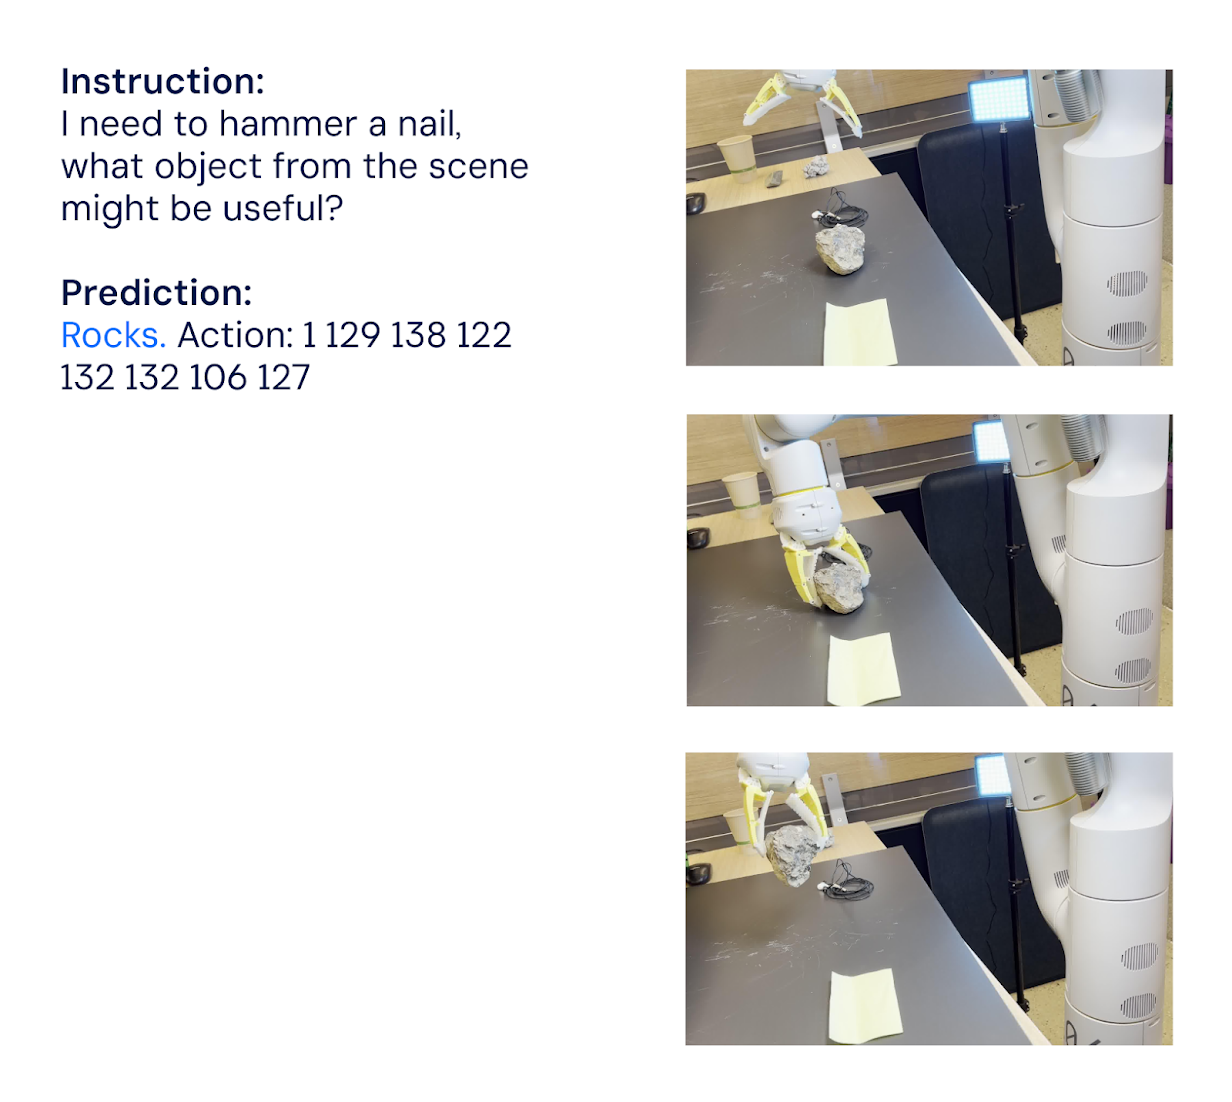 Instruction:
I need to hammer a nail,
what object from the scene
might be useful?
Prediction:
Rocks. Action: 1 129 138 122
132 132 106 127